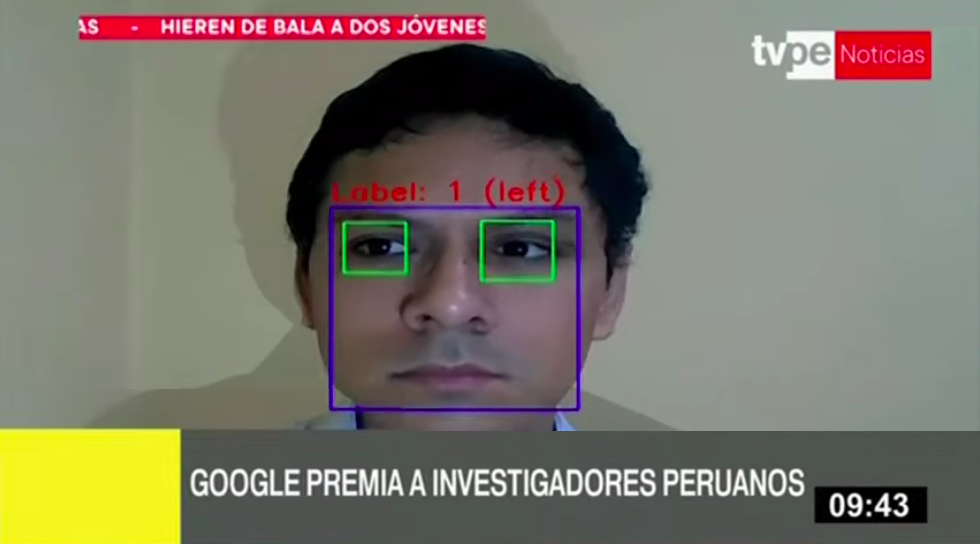 AS - HIEREN DE BALA A DOS JÓVENES
tvpe Noticias
Label: 1 (left)
GOOGLE PREMIA A INVESTIGADORES PERUANOS
09:43